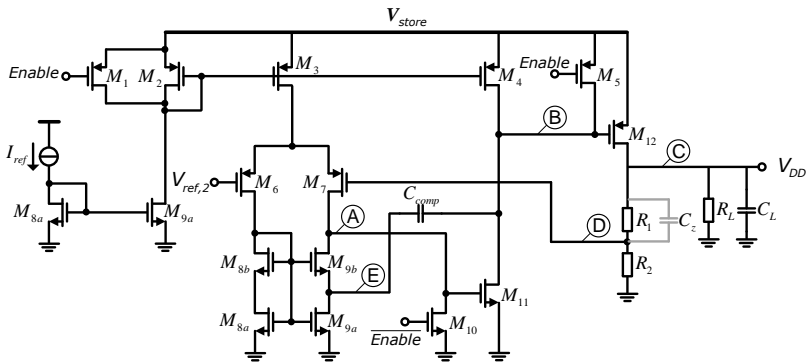 V_store
Enable
M_1
M_2
M_3
M_4
Enable
M_5
B
M_12
C
V_DD
I_ref
V_ref,2
M_6
M_7
C_comp
R_1
C_z
R_L
C_L
M_8a
M_9a
A
D
R_2
M_8b
M_9b
E
M_11
M_8a
M_9a
Enable
M_10